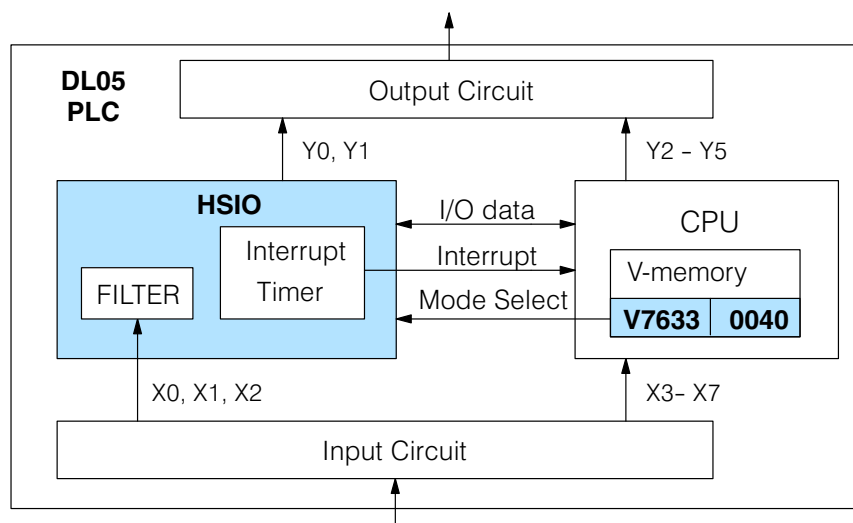 DL05
PLC
Output Circuit
Y0, Y1
Y2 – Y5
HSIO
I/O data
CPU
Interrupt
Timer
Interrupt
V-memory
FILTER
Mode Select
V7633 0040
X0, X1, X2
X3– X7
Input Circuit